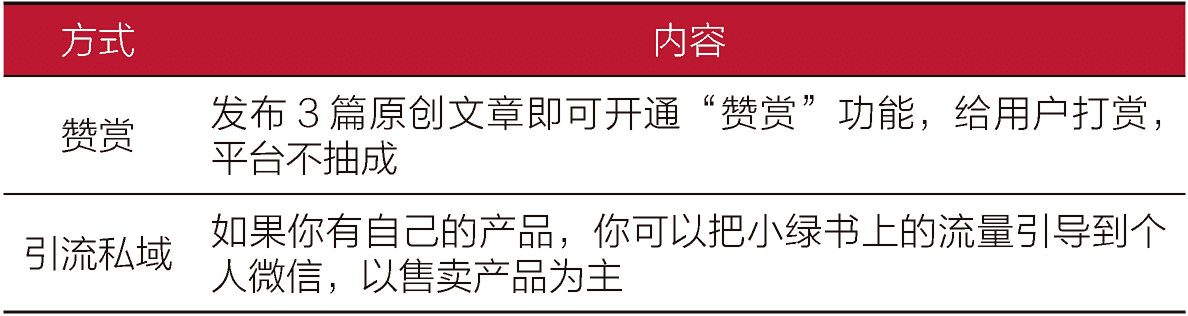 方式 内容
赞赏 发布3篇原创文章即可开通“赞赏”功能，给用户打赏，
平台不抽成
引流私域 如果你有自己的产品，你可以把小绿书上的流量引导到个
人微信，以售卖产品为主